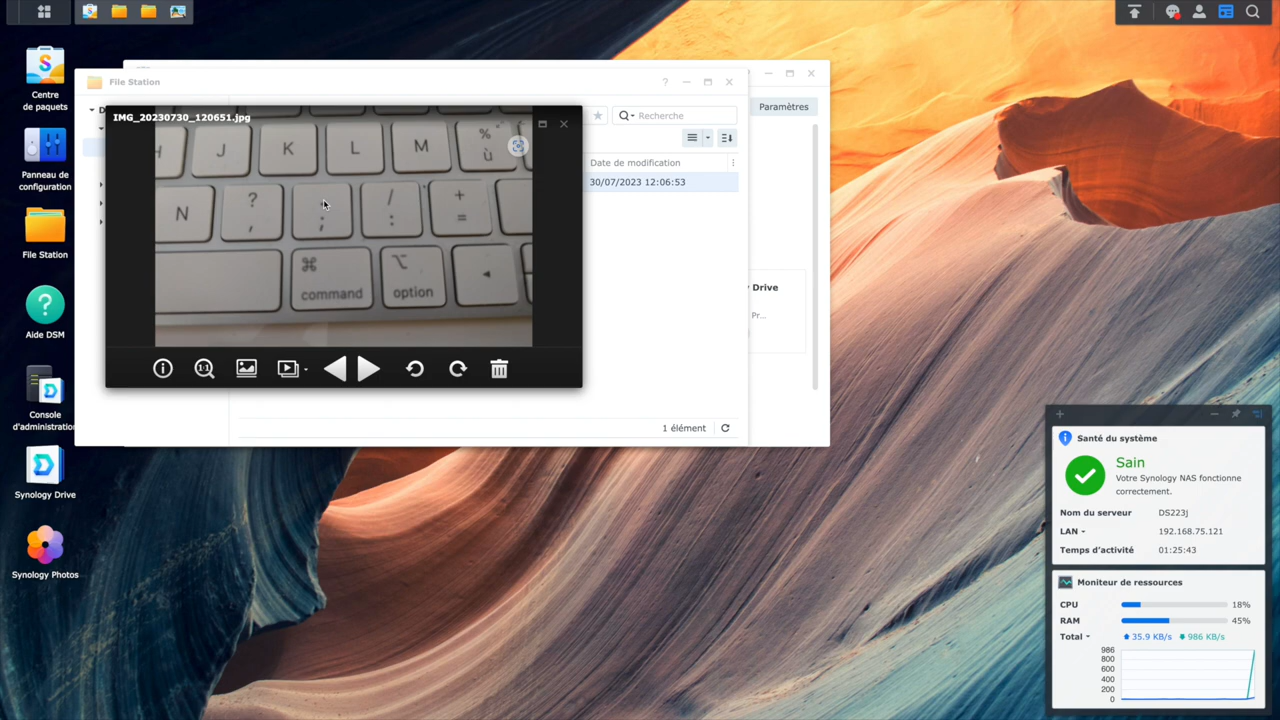 Centre
de paquets
Panneau de
configuration
File Station
Aide DSM
Console
d'administratio
Synology Drive
Synology Photos
File Station
Recherche
Paramètres
Date de modification
30/07/2023 12:06:53
Drive
Pr...
1 élément
IMG_20230730_120651.jpg
J
K
L
M
%
ù
N
?
,
.
;
/
:
+
=
⌘
command
option
1:1
Santé du système
Sain
Votre Synology NAS fonctionne
correctement.
Nom du serveur DS223j
LAN 192.168.75.121
Temps d'activité 01:25:43
Moniteur de ressources
CPU 18%
RAM 45%
Total 35.9 KB/s 986 KB/s
986
800
600
400
200
0